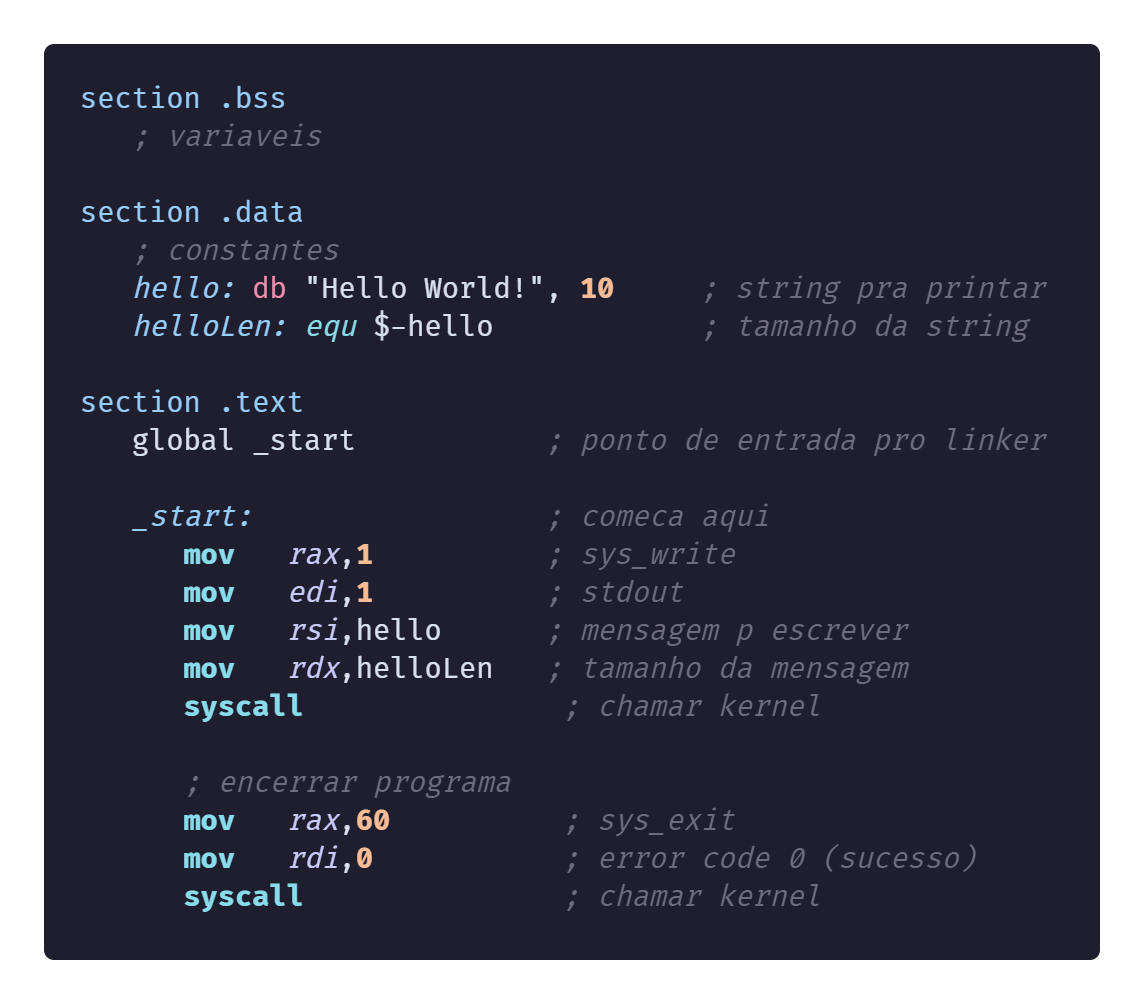 section .bss
; variaveis
section .data
; constantes
hello: db "Hello World!", 10 ; string pra printar
helloLen: equ $-hello ; tamanho da string
section .text
global _start ; ponto de entrada pro linker
_start: ; comeca aqui
mov rax,1 ; sys_write
mov edi,1 ; stdout
mov rsi,hello ; mensagem p escrever
mov rdx,helloLen ; tamanho da mensagem
syscall ; chamar kernel
; encerrar programa
mov rax,60 ; sys_exit
mov rdi,0 ; error code 0 (sucesso)
syscall ; chamar kernel